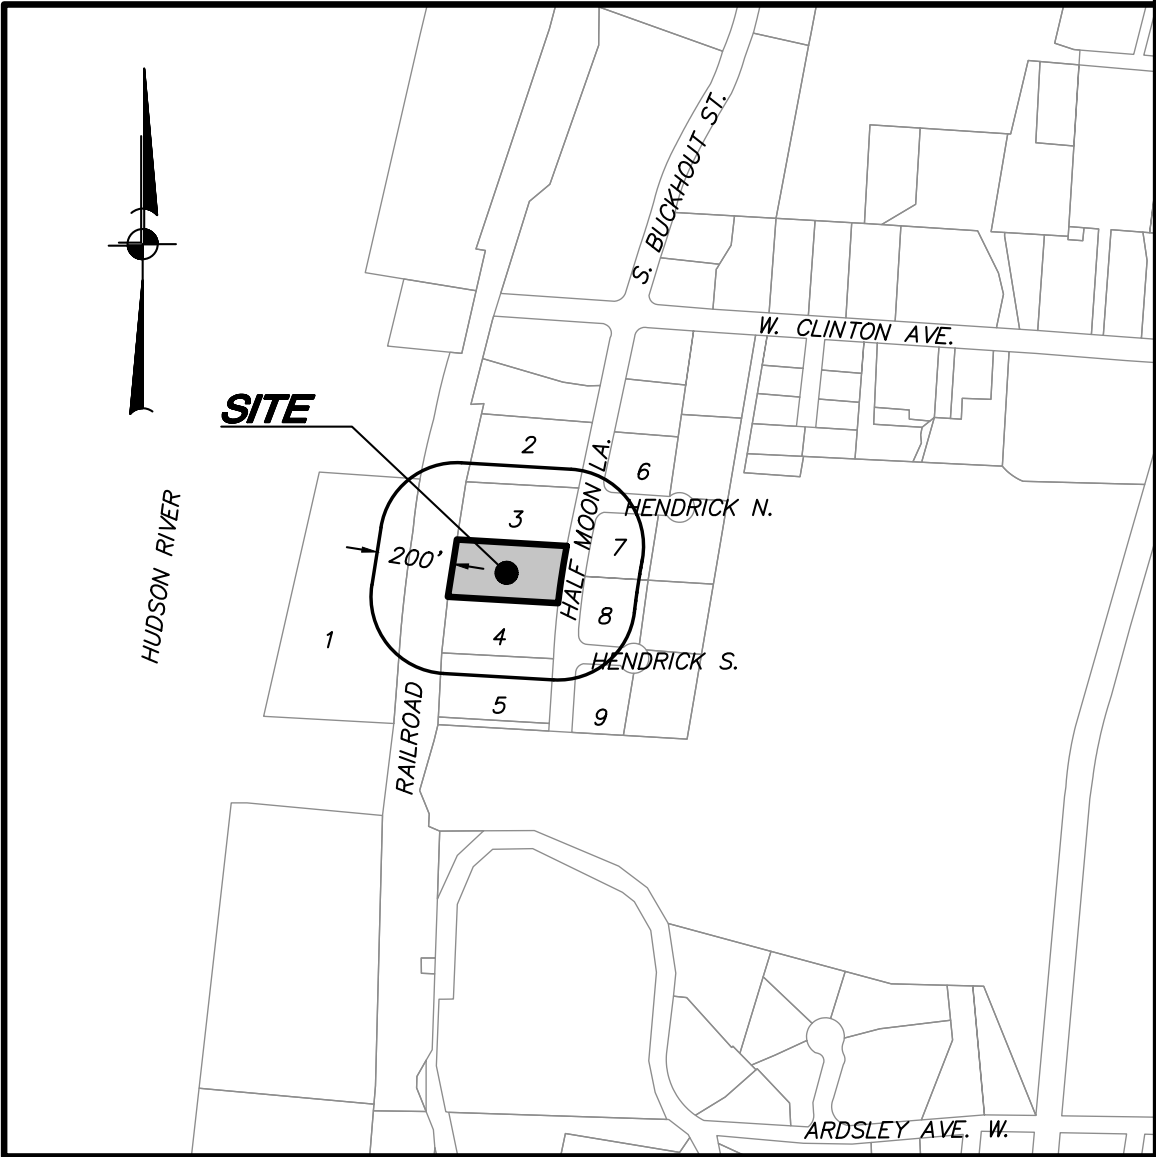 S. BUCKHOUT ST.
W. CLINTON AVE.
SITE
2
HALF MOON LA.
6
HENDRICK N.
HUDSON RIVER
3
7
200'
8
1
4
HENDRICK S.
5
9
RAILROAD
ARDSLEY AVE. W.